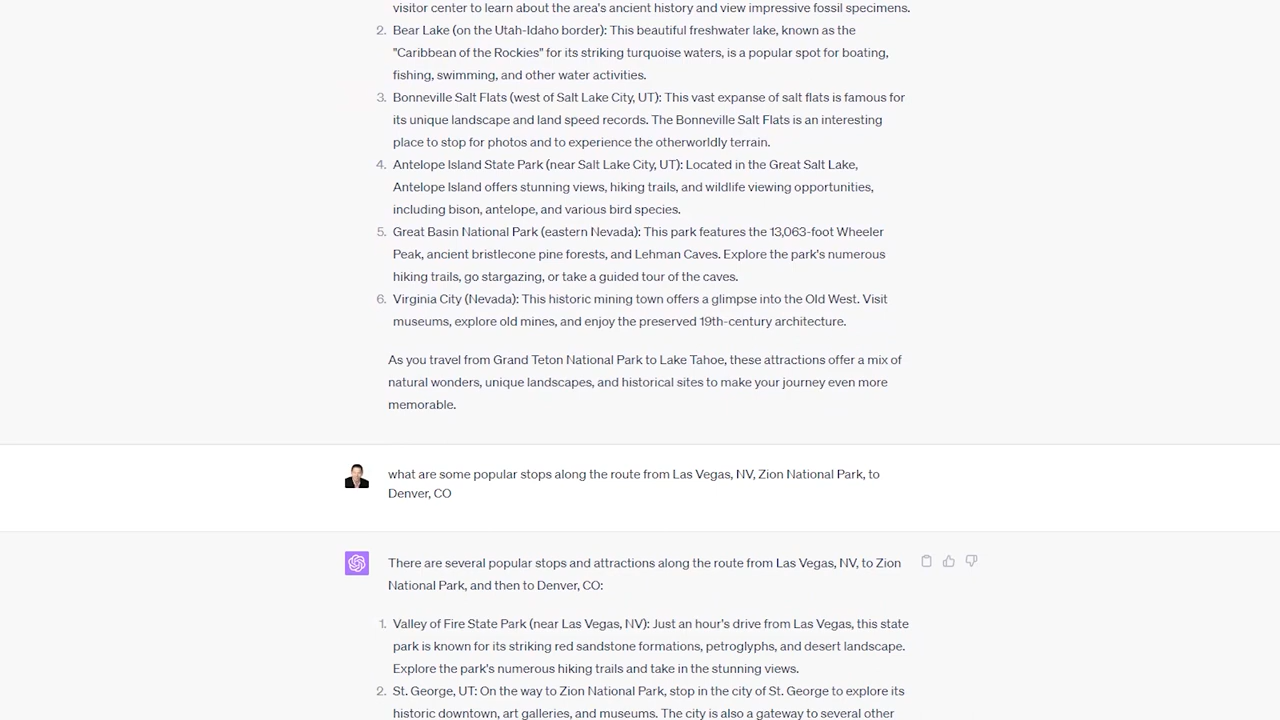 visitor center to learn about the area's ancient history and view impressive fossil specimens.
2. Bear Lake (on the Utah-Idaho border): This beautiful freshwater lake, known as the
"Caribbean of the Rockies" for its striking turquoise waters, is a popular spot for boating,
fishing, swimming, and other water activities.
3. Bonneville Salt Flats (west of Salt Lake City, UT): This vast expanse of salt flats is famous for
its unique landscape and land speed records. The Bonneville Salt Flats is an interesting
place to stop for photos and to experience the otherworldly terrain.
4. Antelope Island State Park (near Salt Lake City, UT): Located in the Great Salt Lake,
Antelope Island offers stunning views, hiking trails, and wildlife viewing opportunities,
including bison, antelope, and various bird species.
5. Great Basin National Park (eastern Nevada): This park features the 13,063-foot Wheeler
Peak, ancient bristlecone pine forests, and Lehman Caves. Explore the park's numerous
hiking trails, go stargazing, or take a guided tour of the caves.
6. Virginia City (Nevada): This historic mining town offers a glimpse into the Old West. Visit
museums, explore old mines, and enjoy the preserved 19th-century architecture.
As you travel from Grand Teton National Park to Lake Tahoe, these attractions offer a mix of
natural wonders, unique landscapes, and historical sites to make your journey even more
memorable.
what are some popular stops along the route from Las Vegas, NV, Zion National Park, to
Denver, CO
There are several popular stops and attractions along the route from Las Vegas, NV, to Zion
National Park, and then to Denver, CO:
1. Valley of Fire State Park (near Las Vegas, NV): Just an hour's drive from Las Vegas, this state
park is known for its striking red sandstone formations, petroglyphs, and desert landscape.
Explore the park's numerous hiking trails and take in the stunning views.
2. St. George, UT: On the way to Zion National Park, stop in the city of St. George to explore its
historic downtown, art galleries, and museums. The city is also a gateway to several other